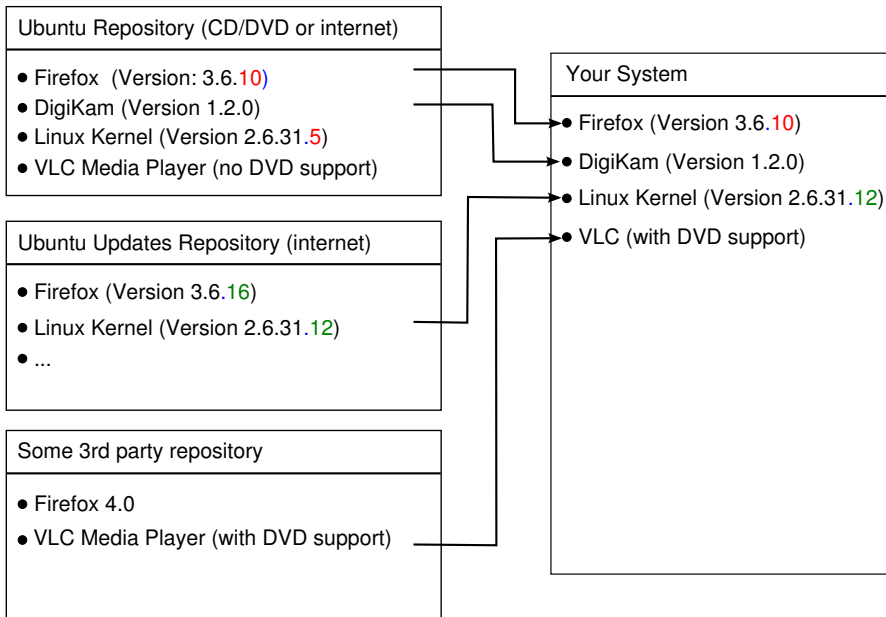 Ubuntu Repository (CD/DVD or internet)
● Firefox (Version: 3.6.10)
● DigiKam (Version 1.2.0)
● Linux Kernel (Version 2.6.31.5)
● VLC Media Player (no DVD support)
Ubuntu Updates Repository (internet)
● Firefox (Version 3.6.16)
● Linux Kernel (Version 2.6.31.12)
● ...
Some 3rd party repository
● Firefox 4.0
● VLC Media Player (with DVD support)
Your System
● Firefox (Version 3.6.10)
● DigiKam (Version 1.2.0)
● Linux Kernel (Version 2.6.31.12)
● VLC (with DVD support)